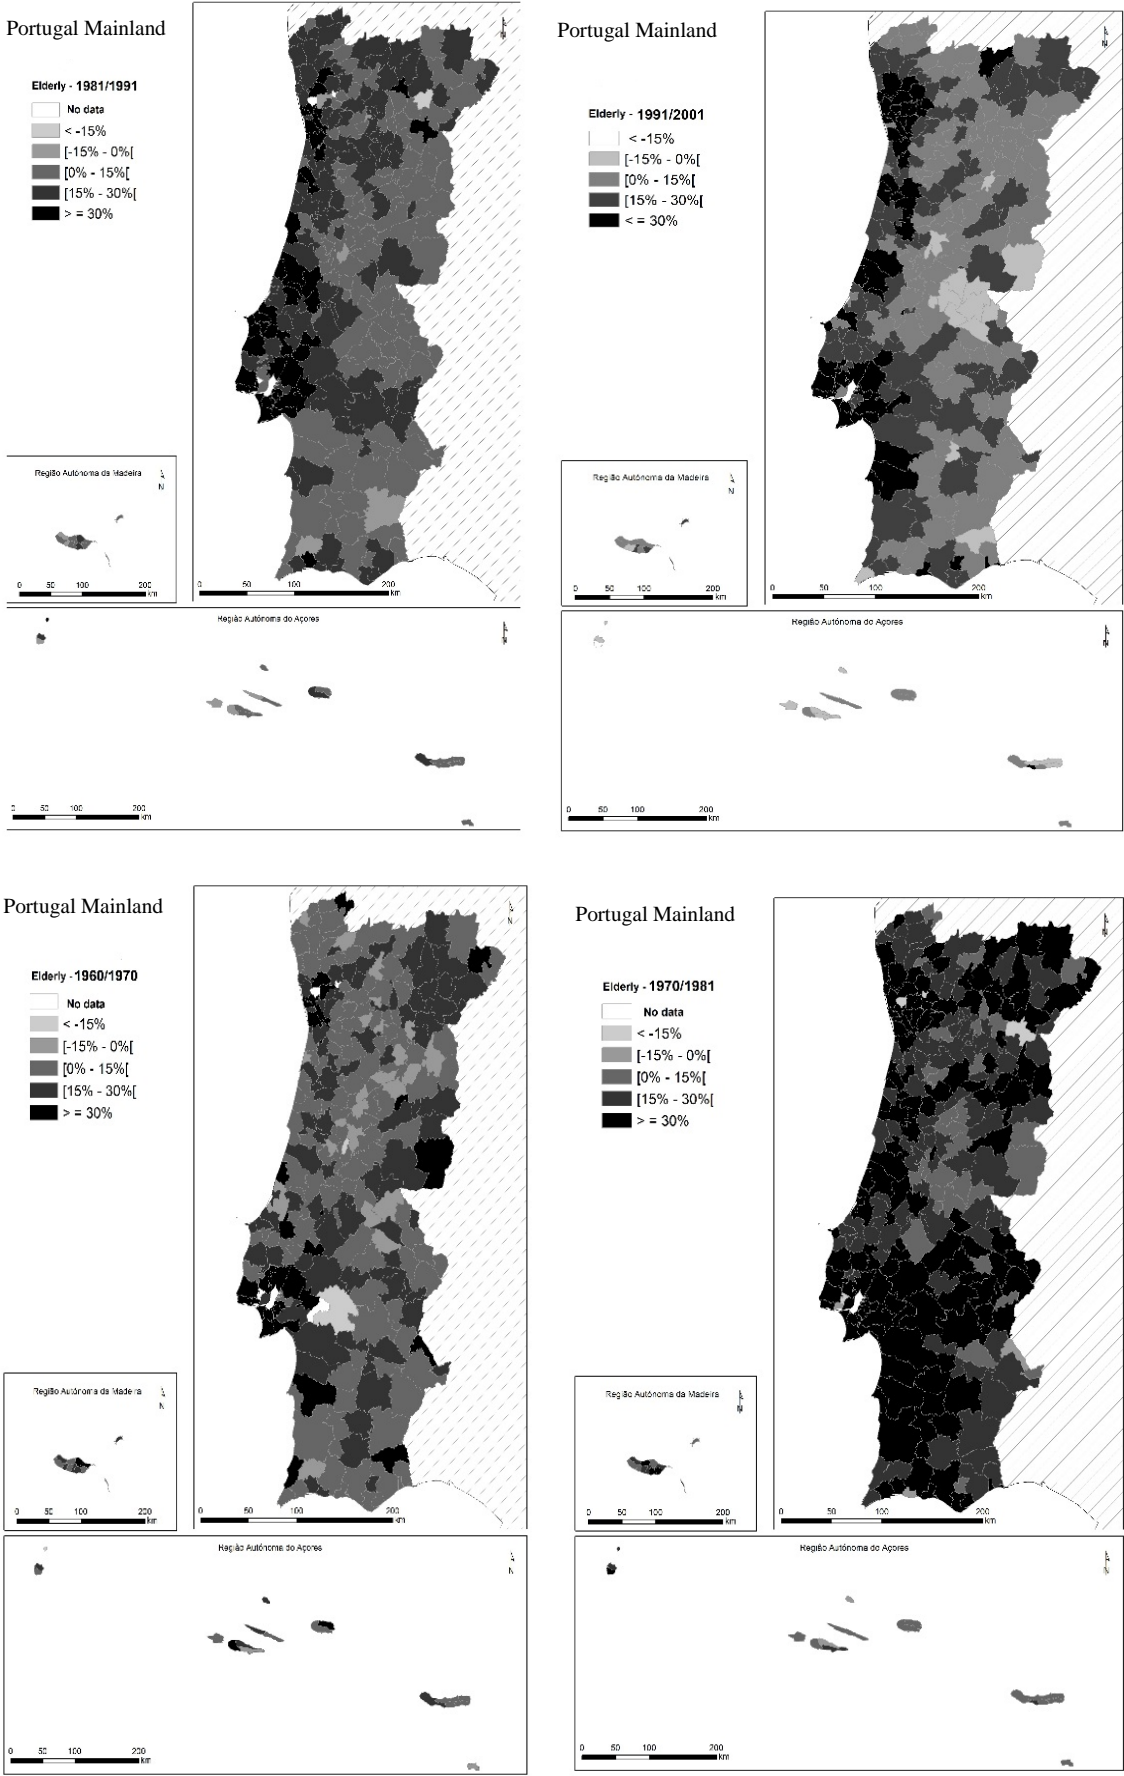 Portugal Mainland
Elderly - 1981/1991
No data
< -15%
[-15% - 0%[
[0% - 15%[
[15% - 30%[
> = 30%
N
0 100 200
km
Região Autónoma da Madeira
N
0 50 100 200
km
Região Autónoma do Açores
N
0 50 100 200
km
Portugal Mainland
Elderly - 1991/2001
< -15%
[-15% - 0%[
[0% - 15%[
[15% - 30%[
< = 30%
N
0 50 100 200
km
Região Autónoma da Madeira
N
0 50 100 200
km
Região Autónoma do Açores
N
0 50 100 200
km
Portugal Mainland
Elderly - 1960/1970
No data
< -15%
[-15% - 0%[
[0% - 15%[
[15% - 30%[
> = 30%
N
0 50 100 200
km
Região Autónoma da Madeira
N
0 50 100 200
km
Região Autónoma do Açores
N
0 50 100 200
km
Portugal Mainland
Elderly - 1970/1981
No data
< -15%
[-15% - 0%[
[0% - 15%[
[15% - 30%[
> = 30%
N
0 50 100 200
km
Região Autónoma da Madeira
N
0 50 100 200
km
Região Autónoma do Açores
N
0 50 100 200
km